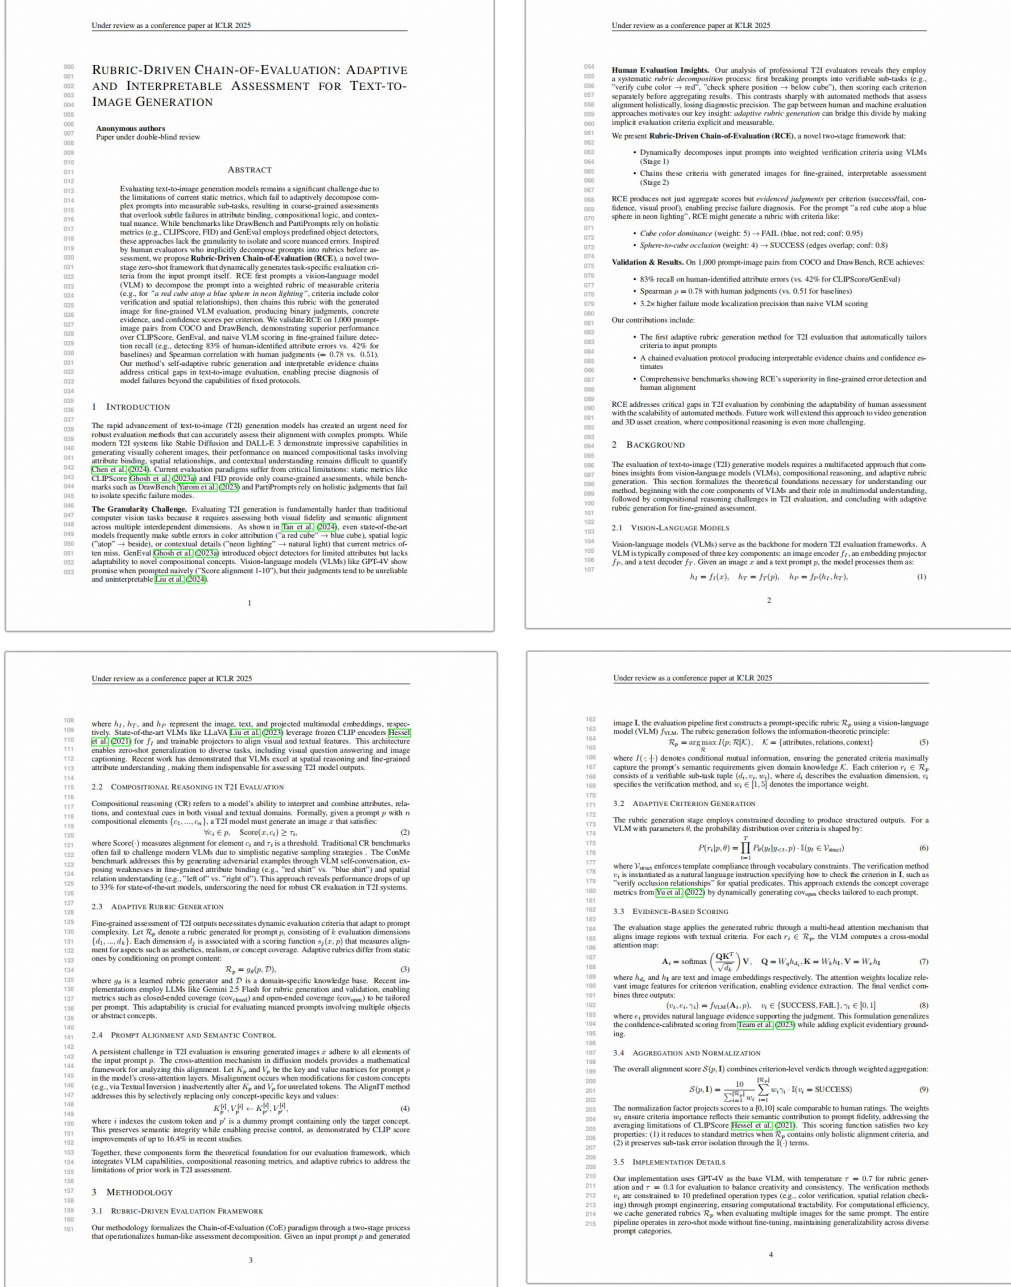 Under review as a conference paper at ICLR 2025
RUBRIC-DRIVEN CHAIN-OF-EVALUATION: ADAPTIVE
AND INTERPRETABLE ASSESSMENT FOR TEXT-TO-
IMAGE GENERATION
Anonymous authors
Paper under double-blind review
ABSTRACT
Evaluating text-to-image generation models remains a significant challenge due to
the limitations of current static metrics, which fail to adaptively decompose com-
plex prompts into measurable sub-tasks, resulting in coarse-grained assessments
that overlook subtle failures in attribute binding, compositional logic, and contex-
tual nuance. While benchmarks like DrawBench and PartiPrompts rely on holistic
metrics (e.g., CLIPScore, FID) and GenEval employs predefined object detectors,
these approaches lack the granularity to isolate and score nuanced errors. Inspired
by human evaluators who implicitly decompose prompts into rubrics before as-
sessment, we propose Rubric-Driven Chain-of-Evaluation (RCE), a novel two-
stage zero-shot framework that dynamically generates task-specific evaluation cri-
teria from the input prompt itself. RCE first prompts a vision-language model
(VLM) to decompose the prompt into a weighted rubric of measurable criteria
(e.g., for "a red cube atop a blue sphere in neon lighting", criteria include color
verification and spatial relationships), then chains this rubric with the generated
image for fine-grained VLM evaluation, producing binary judgments, concrete
evidence, and confidence scores per criterion. We validate RCE on 1,000 prompt-
image pairs from COCO and DrawBench, demonstrating superior performance
over CLIPScore, GenEval, and naive VLM scoring in fine-grained failure detec-
tion (e.g., detecting 83% of human-identified attribute errors vs. 42% for
baselines) and Spearman correlation with human judgments (= 0.78 vs. 0.51).
Our method's self-adaptive rubric generation and interpretable evidence chains
address critical gaps in text-to-image evaluation, enabling precise diagnosis of
model failures beyond the capabilities of fixed protocols.
1 INTRODUCTION
The rapid advancement of text-to-image (T2I) generation models has created an urgent need for
robust evaluation methods that can accurately assess their alignment with complex prompts. While
modern T2I systems like Stable Diffusion and DALL-E 3 demonstrate impressive capabilities in
generating visually coherent images, their performance on nuanced compositional tasks involving
attribute binding, spatial relationships, and contextual understanding remains difficult to quantify
Chen et al. (2024). Current evaluation paradigms suffer from critical limitations: static metrics like
CLIPScore Ghosh et al. (2023a) and FID provide only coarse-grained assessments, while bench-
marks such as DrawBench Yarom et al. (2023) and PartiPrompts rely on holistic judgments that fail
to isolate specific failure modes.
The Granularity Challenge. Evaluating T2I generation is fundamentally harder than traditional
computer vision tasks because it requires assessing both visual fidelity and semantic alignment
across multiple interdependent dimensions. As shown in Tan et al. (2024), even state-of-the-art
models frequently make subtle errors in color attribution ("a red cube" → blue cube), spatial logic
("atop" → beside), or contextual details ("neon lighting" → natural light) that current metrics of-
ten miss. GenEval Ghosh et al. (2023a) introduced object detectors for limited attributes but lacks
adaptability to novel compositional concepts. Vision-language models (VLMs) like GPT-4V show
promise when prompted naively ("Score alignment 1-10"), but their judgments tend to be unreliable
and uninterpretable Liu et al. (2024).
1
Under review as a conference paper at ICLR 2025
Human Evaluation Insights. Our analysis of professional T2I evaluators reveals they employ
a systematic rubric decomposition process: first breaking prompts into verifiable sub-tasks (e.g.,
"verify cube color → red", "check sphere position → below cube"), then scoring each criterion
separately before aggregating results. This contrasts sharply with automated methods that assess
alignment holistically, losing diagnostic precision. The gap between human and machine evaluation
approaches motivates our key insight: adaptive rubric generation can bridge this divide by making
implicit evaluation criteria explicit and measurable.
We present Rubric-Driven Chain-of-Evaluation (RCE), a novel two-stage framework that:
• Dynamically decomposes input prompts into weighted verification criteria using VLMs
(Stage 1)
• Chains these criteria with generated images for fine-grained, interpretable assessment
(Stage 2)
RCE produces not just aggregate scores but evidenced judgments per criterion (success/fail, con-
fidence, visual proof), enabling precise failure diagnosis. For the prompt "a red cube atop a blue
sphere in neon lighting", RCE might generate a rubric with criteria like:
• Cube color dominance (weight: 5) → FAIL (blue, not red; conf: 0.95)
• Sphere-to-cube occlusion (weight: 4) → SUCCESS (edges overlap; conf: 0.8)
Validation & Results. On 1,000 prompt-image pairs from COCO and DrawBench, RCE achieves:
• 83% recall on human-identified attribute errors (vs. 42% for CLIPScore/GenEval)
• Spearman ρ = 0.78 with human judgments (vs. 0.51 for baselines)
• 3.2x higher failure mode localization precision than naive VLM scoring
Our contributions include:
• The first adaptive rubric generation method for T2I evaluation that automatically tailors
criteria to input prompts
• A chained evaluation protocol producing interpretable evidence chains and confidence es-
timates
• Comprehensive benchmarks showing RCE's superiority in fine-grained error detection and
human alignment
RCE addresses critical gaps in T2I evaluation by combining the adaptability of human assessment
with the scalability of automated methods. Future work will extend this approach to video generation
and 3D asset creation, where compositional reasoning is even more challenging.
2 BACKGROUND
The evaluation of text-to-image (T2I) generative models requires a multifaceted approach that com-
bines insights from vision-language models (VLMs), compositional reasoning, and adaptive rubric
generation. This section formalizes the theoretical foundations necessary for understanding our
method, beginning with the core components of VLMs and their role in multimodal understanding,
followed by compositional reasoning challenges in T2I evaluation, and concluding with adaptive
rubric generation for fine-grained assessment.
2.1 VISION-LANGUAGE MODELS
Vision-language models (VLMs) serve as the backbone for modern T2I evaluation frameworks. A
VLM is typically composed of three key components: an image encoder f_I, an embedding projector
f_P, and a text decoder f_T. Given an image x and a text prompt p, the model processes them as:
h_I = f_I(x), h_T = f_T(p), h_P = f_P(h_I, h_T), (1)
2
Under review as a conference paper at ICLR 2025
where h_I, h_T, and h_P represent the image, text, and projected multimodal embeddings, respec-
tively. State-of-the-art VLMs like LLaVA Liu et al. (2023) leverage frozen CLIP encoders Hessel
et al. (2021) for f_I and trainable projectors to align visual and textual features. This architecture
enables zero-shot generalization to diverse tasks, including visual question answering and image
captioning. Recent work has demonstrated that VLMs excel at spatial reasoning and fine-grained
attribute understanding , making them indispensable for assessing T2I model outputs.
2.2 COMPOSITIONAL REASONING IN T2I EVALUATION
Compositional reasoning (CR) refers to a model's ability to interpret and combine attributes, rela-
tions, and contextual cues in both visual and textual domains. Formally, given a prompt p with n
compositional elements {c_1, ..., c_n}, a T2I model must generate an image x that satisfies:
∀c_i ∈ p, Score(x, c_i) ≥ τ_i, (2)
where Score(·) measures alignment for element c_i and τ_i is a threshold. Traditional CR benchmarks
often fail to challenge modern VLMs due to simplistic negative sampling strategies . The ConMe
benchmark addresses this by generating adversarial examples through VLM self-conversation, ex-
posing weaknesses in fine-grained attribute binding (e.g., "red shirt" vs. "blue shirt") and spatial
relation understanding (e.g., "left of" vs. "right of"). This approach reveals performance drops of up
to 33% for state-of-the-art models, underscoring the need for robust CR evaluation in T2I systems.
2.3 ADAPTIVE RUBRIC GENERATION
Fine-grained assessment of T2I outputs necessitates dynamic evaluation criteria that adapt to prompt
complexity. Let R_p denote a rubric generated for prompt p, consisting of k evaluation dimensions
{d_1, ..., d_k}. Each dimension d_j is associated with a scoring function s_j(x, p) that measures align-
ment for aspects such as aesthetics, realism, or concept coverage. Adaptive rubrics differ from static
ones by conditioning on prompt content:
R_p = g_θ(p, D), (3)
where g_θ is a learned rubric generator and D is a domain-specific knowledge base. Recent im-
plementations employ LLMs like Gemini 2.5 Flash for rubric generation and validation, enabling
metrics such as closed-ended coverage (cov_closed) and open-ended coverage (cov_open) to be tailored
per prompt. This adaptability is crucial for evaluating nuanced prompts involving multiple objects
or abstract concepts.
2.4 PROMPT ALIGNMENT AND SEMANTIC CONTROL
A persistent challenge in T2I evaluation is ensuring generated images x adhere to all elements of
the input prompt p. The cross-attention mechanism in diffusion models provides a mathematical
framework for analyzing this alignment. Let K_p and V_p be the key and value matrices for prompt p
in the model's cross-attention layers. Misalignment occurs when modifications for custom concepts
(e.g., via Textual Inversion ) inadvertently alter K_p and V_p for unrelated tokens. The AlignIT method
addresses this by selectively replacing only concept-specific keys and values:
K_p^[i], V_p^[i] ← K_p'^[i], V_p'^[i], (4)
where i indexes the custom token and p' is a dummy prompt containing only the target concept.
This preserves semantic integrity while enabling precise control, as demonstrated by CLIP score
improvements of up to 16.4% in recent studies.
Together, these components form the theoretical foundation for our evaluation framework, which
integrates VLM capabilities, compositional reasoning metrics, and adaptive rubrics to address the
limitations of prior work in T2I assessment.
3 METHODOLOGY
3.1 RUBRIC-DRIVEN EVALUATION FRAMEWORK
Our methodology formalizes the Chain-of-Evaluation (CoE) paradigm through a two-stage process
that operationalizes human-like assessment decomposition. Given an input prompt p and generated
3
Under review as a conference paper at ICLR 2025
image I, the evaluation pipeline first constructs a prompt-specific rubric R_p using a vision-language
model (VLM) f_VLM. The rubric generation follows the information-theoretic principle:
R_p = arg max_R I(p; R|K), K = {attributes, relations, context} (5)
where I(·; ·|·) denotes conditional mutual information, ensuring the generated criteria maximally
capture the prompt's semantic requirements given domain knowledge K. Each criterion r_i ∈ R_p
consists of a verifiable sub-task tuple (d_i, v_i, w_i), where d_i describes the evaluation dimension, v_i
specifies the verification method, and w_i ∈ [1, 5] denotes the importance weight.
3.2 ADAPTIVE CRITERION GENERATION
The rubric generation stage employs constrained decoding to produce structured outputs. For a
VLM with parameters θ, the probability distribution over criteria is shaped by:
P(r_i|p, θ) = ∏_{t=1}^T P_θ(y_t|y_<t, p) · I(y_t ∈ V_struct) (6)
where V_struct enforces template compliance through vocabulary constraints. The verification method
v_i is instantiated as a natural language instruction specifying how to check the criterion in I, such as
"verify occlusion relationships" for spatial predicates. This approach extends the concept coverage
metrics from Yu et al. (2022) by dynamically generating cov_open checks tailored to each prompt.
3.3 EVIDENCE-BASED SCORING
The evaluation stage applies the generated rubric through a multi-head attention mechanism that
aligns image regions with textual criteria. For each r_i ∈ R_p, the VLM computes a cross-modal
attention map:
A_i = softmax(QK^T / √d_k) V, Q = W_q h_{d_i}, K = W_k h_I, V = W_v h_I (7)
where h_{d_i} and h_I are text and image embeddings respectively. The attention weights localize rele-
vant image features for criterion verification, enabling evidence extraction. The final verdict com-
bines three outputs:
(v_i, e_i, γ_i) = f_VLM(A_i, p), v_i ∈ {SUCCESS, FAIL}, γ_i ∈ [0, 1] (8)
where e_i provides natural language evidence supporting the judgment. This formulation generalizes
the confidence-calibrated scoring from Team et al. (2023) while adding explicit evidentiary ground-
ing.
3.4 AGGREGATION AND NORMALIZATION
The overall alignment score S(p, I) combines criterion-level verdicts through weighted aggregation:
S(p, I) = 10 / ∑_{i=1}^{|R_p|} w_i ∑_{i=1}^{|R_p|} w_i γ_i · I(v_i = SUCCESS) (9)
The normalization factor projects scores to a [0,10] scale comparable to human ratings. The weights
w_i ensure criteria importance reflects their semantic contribution to prompt fidelity, addressing the
averaging limitations of CLIPScore Hessel et al. (2021). This scoring function satisfies two key
properties: (1) it reduces to standard metrics when R_p contains only holistic alignment criteria, and
(2) it preserves sub-task error isolation through the I(·) terms.
3.5 IMPLEMENTATION DETAILS
Our implementation uses GPT-4V as the base VLM, with temperature τ = 0.7 for rubric gener-
ation and τ = 0.3 for evaluation to balance creativity and consistency. The verification methods
v_i are constrained to 10 predefined operation types (e.g., color verification, spatial relation check-
ing) through prompt engineering, ensuring computational tractability. For computational efficiency,
we cache generated rubrics R_p when evaluating multiple images for the same prompt. The entire
pipeline operates in zero-shot mode without fine-tuning, maintaining generalizability across diverse
prompt categories.
4